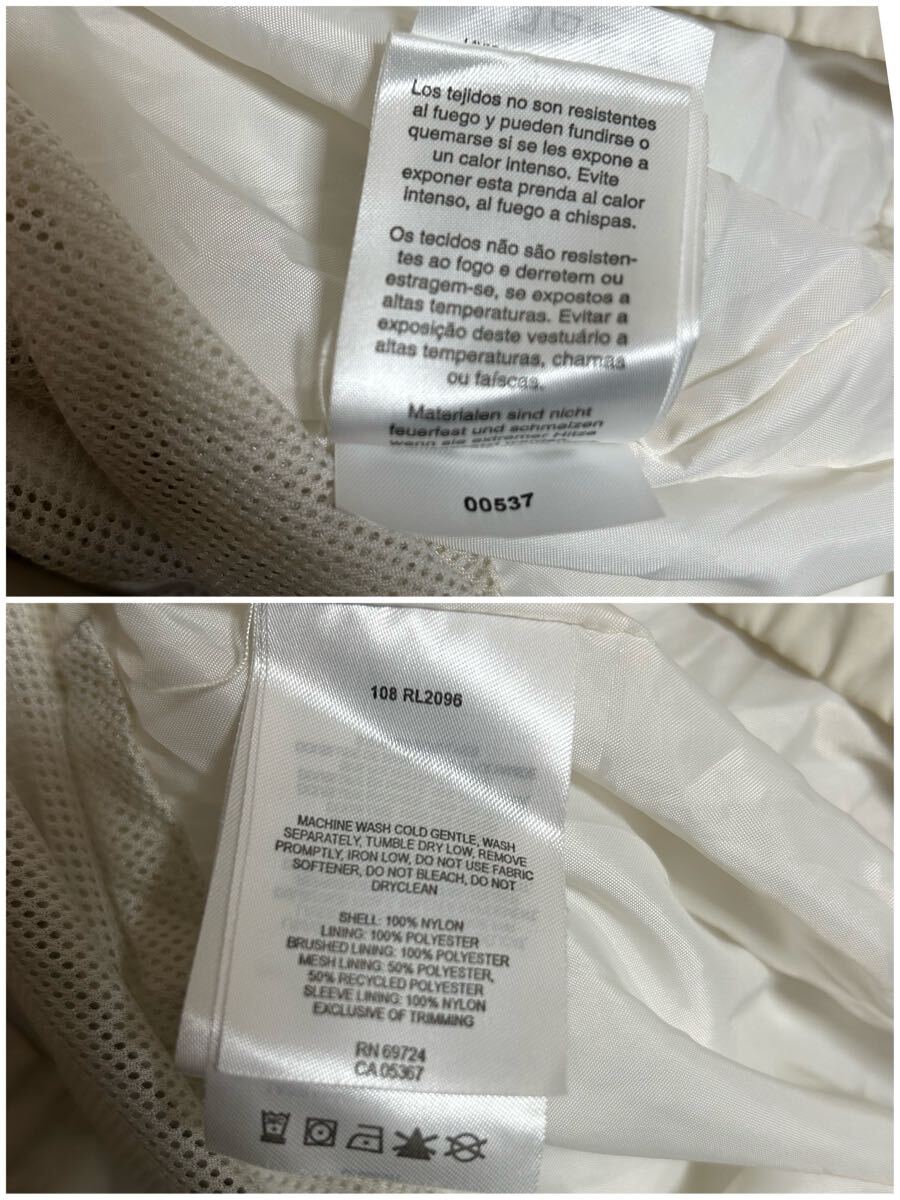 Los tejidos no son resistentes
al fuego y pueden fundirse o
quemarse si se les expone a
un calor intenso. Evite
exponer esta prenda al calor
intenso, al fuego a chispas.
Os tecidos não são resisten-
tes ao fogo e derretem ou
estragem-se, se expostos a
altas temperaturas. Evitar a
exposição deste vestuário a
altas temperaturas, chamas
ou faíscas.
Materialen sind nicht
feuerfest und schmelzen
wenn sie extremer Hitze
00537
108 RL2096
MACHINE WASH COLD GENTLE, WASH
SEPARATELY, TUMBLE DRY LOW, REMOVE
PROMPTLY, IRON LOW, DO NOT USE FABRIC
SOFTENER, DO NOT BLEACH, DO NOT
DRYCLEAN
SHELL: 100% NYLON
LINING: 100% POLYESTER
BRUSHED LINING: 100% POLYESTER
MESH LINING: 50% POLYESTER,
50% RECYCLED POLYESTER
SLEEVE LINING: 100% NYLON
EXCLUSIVE OF TRIMMING
RN 69724
CA 05367